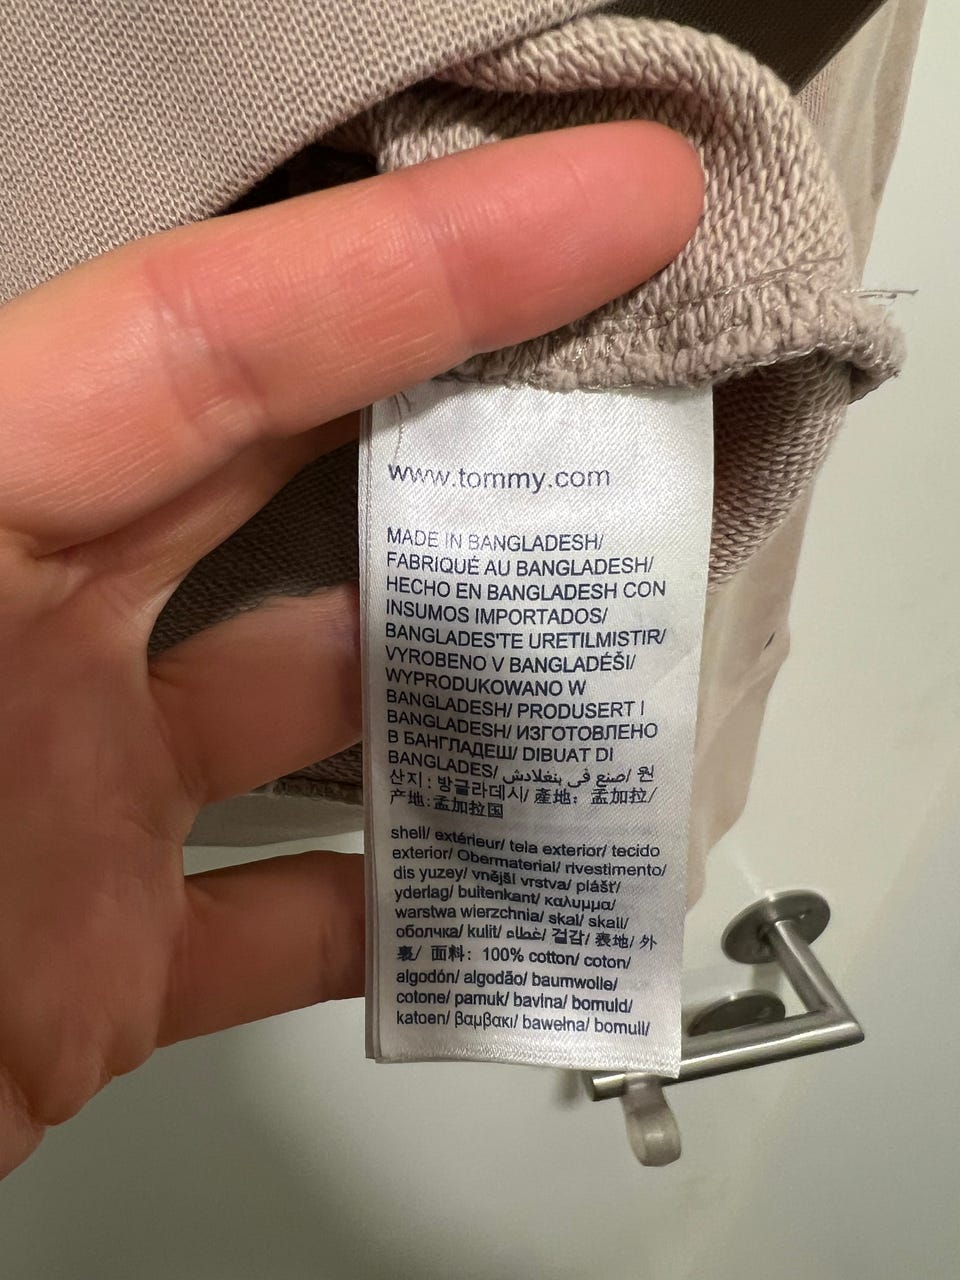 www.tommy.com
MADE IN BANGLADESH/
FABRIQUÉ AU BANGLADESH/
HECHO EN BANGLADESH CON
INSUMOS IMPORTADOS/
BANGLADES'TE URETILMISTIR/
VYROBENO V BANGLADÉŠI/
WYPRODUKOWANO W
BANGLADESH/ PRODUSERT I
BANGLADESH/ ИЗГОТОВЛЕНО
В БАНГЛАДЕШ/ DIBUAT DI
BANGLADES/ صنع في بنغلادش/ 원
산지: 방글라데시/ 產地: 孟加拉/
产地:孟加拉国
shell/ extérieur/ tela exterior/ tecido
exterior/ Obermaterial/ rivestimento/
dis yuzey/ vnější vrstva/ plášť/
yderlag/ buitenkant/ καλυμμα/
warstwa wierzchnia/ skal/ skall/
оболчка/ kulit/ غطاء/ 겉감/ 表地/ 外
裏/ 面料: 100% cotton/ coton/
algodón/ algodão/ baumwolle/
cotone/ pamuk/ bavlna/ bomuld/
katoen/ βαμβακι/ bawełna/ bomull/